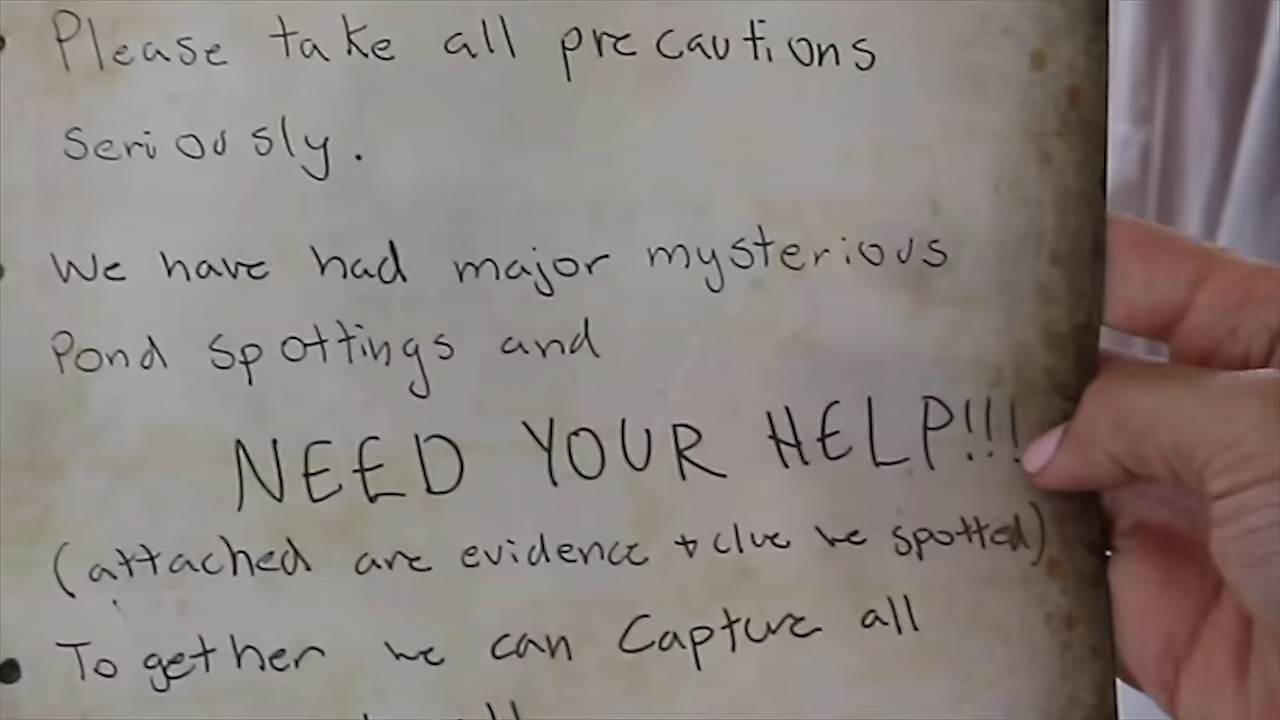 • Please take all precautions
seriously.
• We have had major mysterious
Pond spottings and
NEED YOUR HELP!!!
(attached are evidence + clue we spotted)
• Together we can Capture all